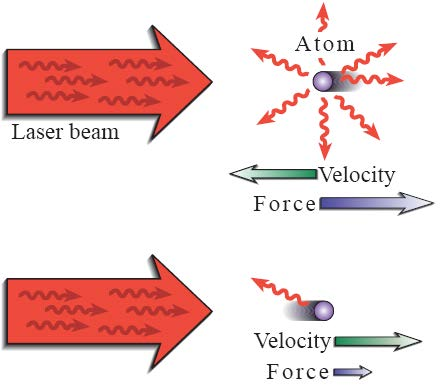 Atom
Laser beam
Velocity
Force
Velocity
Force